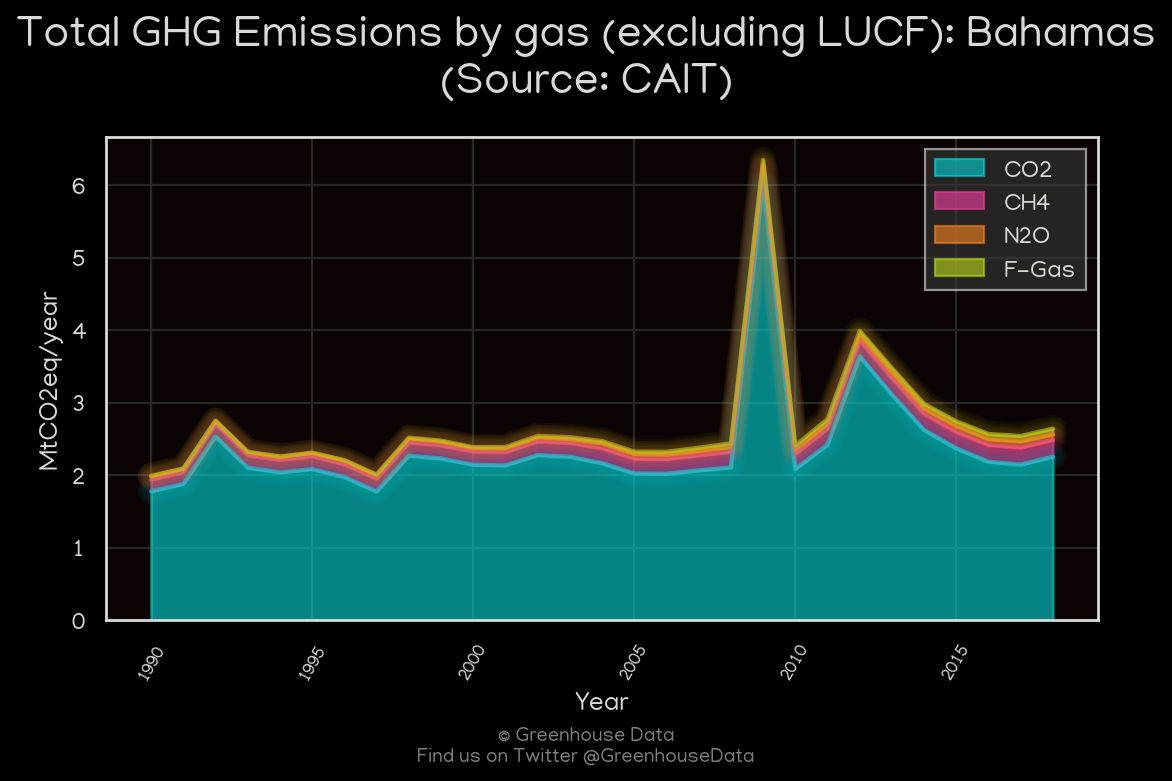 Total GHG Emissions by gas (excluding LUCF): Bahamas
(Source: CAIT)
CO2
CH4
N2O
F-Gas
MtCO2eq/year
6
5
4
3
2
1
0
1990
1995
2000
2005
2010
2015
Year
© Greenhouse Data
Find us on Twitter @GreenhouseData